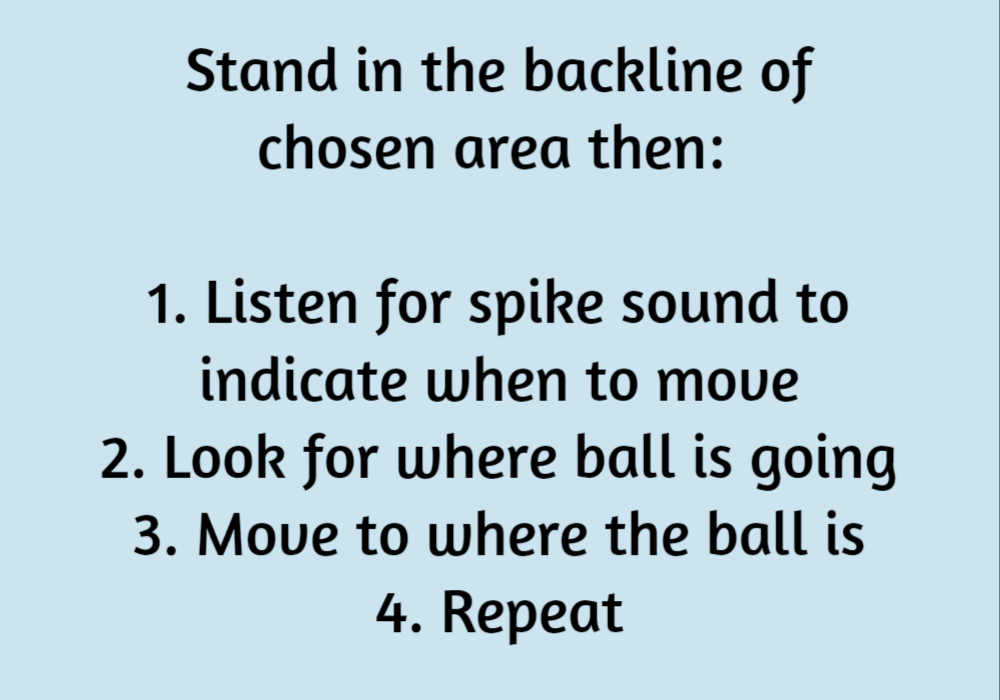 Stand in the backline of
chosen area then:
1. Listen for spike sound to
indicate when to move
2. Look for where ball is going
3. Move to where the ball is
4. Repeat